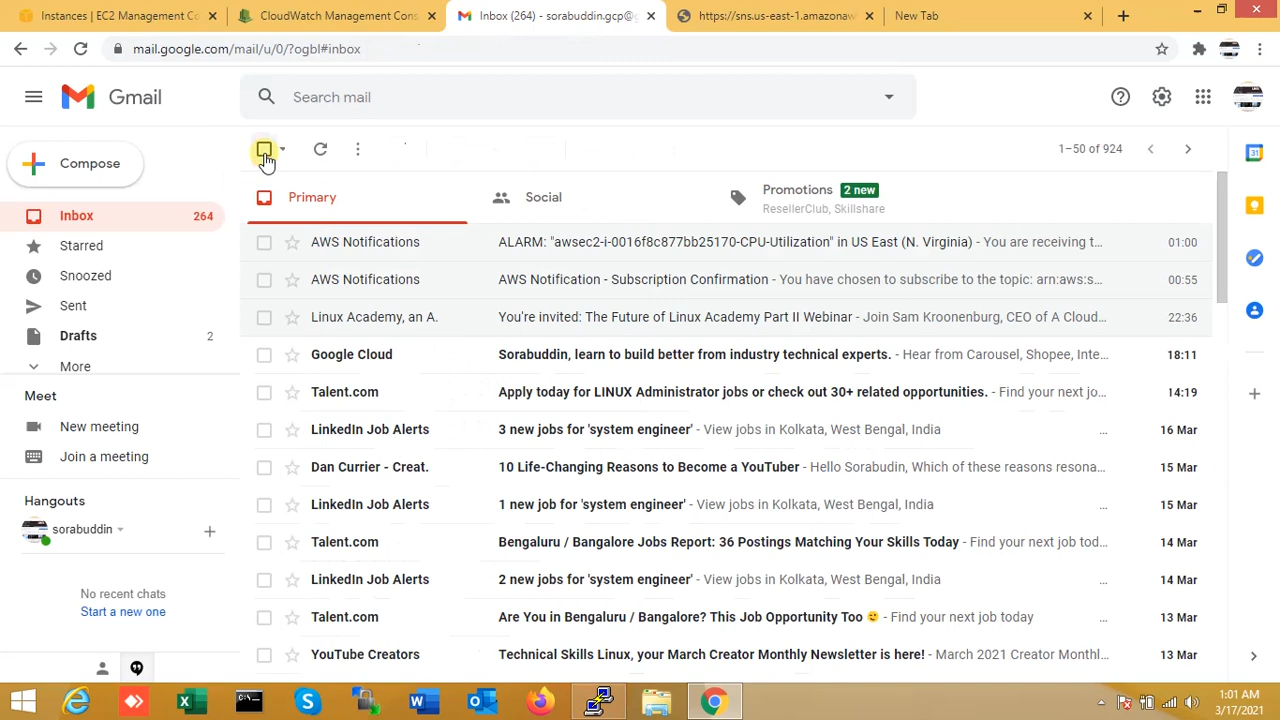 Instances | EC2 Management Co
CloudWatch Management Cons
Inbox (264) - sorabuddin.gcp@g
https://sns.us-east-1.amazonaw
New Tab
mail.google.com/mail/u/0/?ogbl#inbox
Gmail
Search mail
Compose
1–50 of 924
Inbox 264
Starred
Snoozed
Sent
Drafts 2
More
Meet
New meeting
Join a meeting
Hangouts
sorabuddin
No recent chats
Start a new one
Primary
Social
Promotions 2 new
ResellerClub, Skillshare
AWS Notifications ALARM: "awsec2-i-0016f8c877bb25170-CPU-Utilization" in US East (N. Virginia) - You are receiving t... 01:00
AWS Notifications AWS Notification - Subscription Confirmation - You have chosen to subscribe to the topic: arn:aws:s... 00:55
Linux Academy, an A. You're invited: The Future of Linux Academy Part II Webinar - Join Sam Kroonenburg, CEO of A Cloud... 22:36
Google Cloud Sorabuddin, learn to build better from industry technical experts. - Hear from Carousel, Shopee, Inte... 18:11
Talent.com Apply today for LINUX Administrator jobs or check out 30+ related opportunities. - Find your next jo... 14:19
LinkedIn Job Alerts 3 new jobs for 'system engineer' - View jobs in Kolkata, West Bengal, India ... 16 Mar
Dan Currier - Creat. 10 Life-Changing Reasons to Become a YouTuber - Hello Sorabudin, Which of these reasons resona... 15 Mar
LinkedIn Job Alerts 1 new job for 'system engineer' - View jobs in Kolkata, West Bengal, India ... 15 Mar
Talent.com Bengaluru / Bangalore Jobs Report: 36 Postings Matching Your Skills Today - Find your next job tod... 14 Mar
LinkedIn Job Alerts 2 new jobs for 'system engineer' - View jobs in Kolkata, West Bengal, India ... 14 Mar
Talent.com Are You in Bengaluru / Bangalore? This Job Opportunity Too 😉 - Find your next job today ... 13 Mar
YouTube Creators Technical Skills Linux, your March Creator Monthly Newsletter is here! - March 2021 Creator Monthl... 13 Mar
1:01 AM
3/17/2021